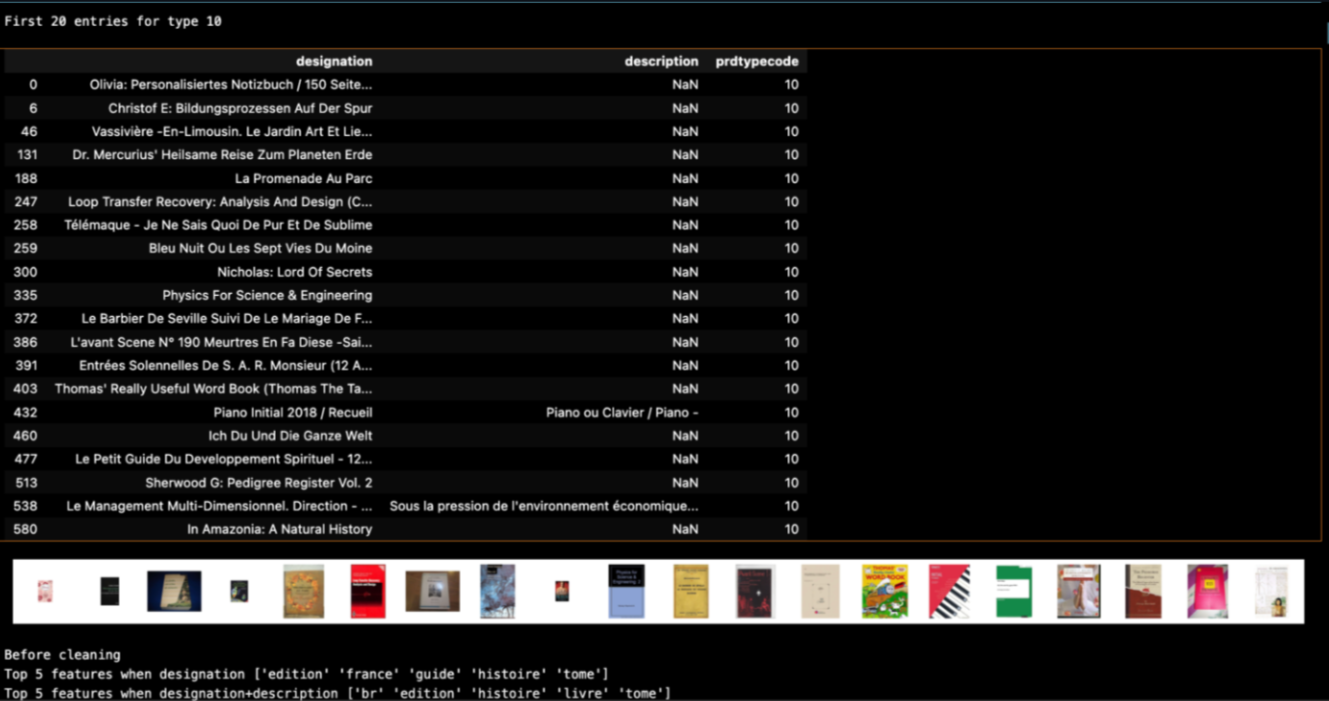 First 20 entries for type 10
designation description prdtypecode
0 Olivia: Personalisiertes Notizbuch / 150 Seite... NaN 10
6 Christof E: Bildungsprozessen Auf Der Spur NaN 10
46 Vassivière -En-Limousin. Le Jardin Art Et Lie... NaN 10
131 Dr. Mercurius' Heilsame Reise Zum Planeten Erde NaN 10
188 La Promenade Au Parc NaN 10
247 Loop Transfer Recovery: Analysis And Design (C... NaN 10
258 Télémaque - Je Ne Sais Quoi De Pur Et De Sublime NaN 10
259 Bleu Nuit Ou Les Sept Vies Du Moine NaN 10
300 Nicholas: Lord Of Secrets NaN 10
335 Physics For Science & Engineering NaN 10
372 Le Barbier De Seville Suivi De Le Mariage De F... NaN 10
386 L'avant Scene N° 190 Meurtres En Fa Diese -Sai... NaN 10
391 Entrées Solennelles De S. A. R. Monsieur (12 A... NaN 10
403 Thomas' Really Useful Word Book (Thomas The Ta... NaN 10
432 Piano Initial 2018 / Recueil Piano ou Clavier / Piano - 10
460 Ich Du Und Die Ganze Welt NaN 10
477 Le Petit Guide Du Developpement Spirituel - 12... NaN 10
513 Sherwood G: Pedigree Register Vol. 2 NaN 10
538 Le Management Multi-Dimensionnel. Direction - ... Sous la pression de l'environnement économique... 10
580 In Amazonia: A Natural History NaN 10
Before cleaning
Top 5 features when designation ['edition' 'france' 'guide' 'histoire' 'tome']
Top 5 features when designation+description ['br' 'edition' 'histoire' 'livre' 'tome']